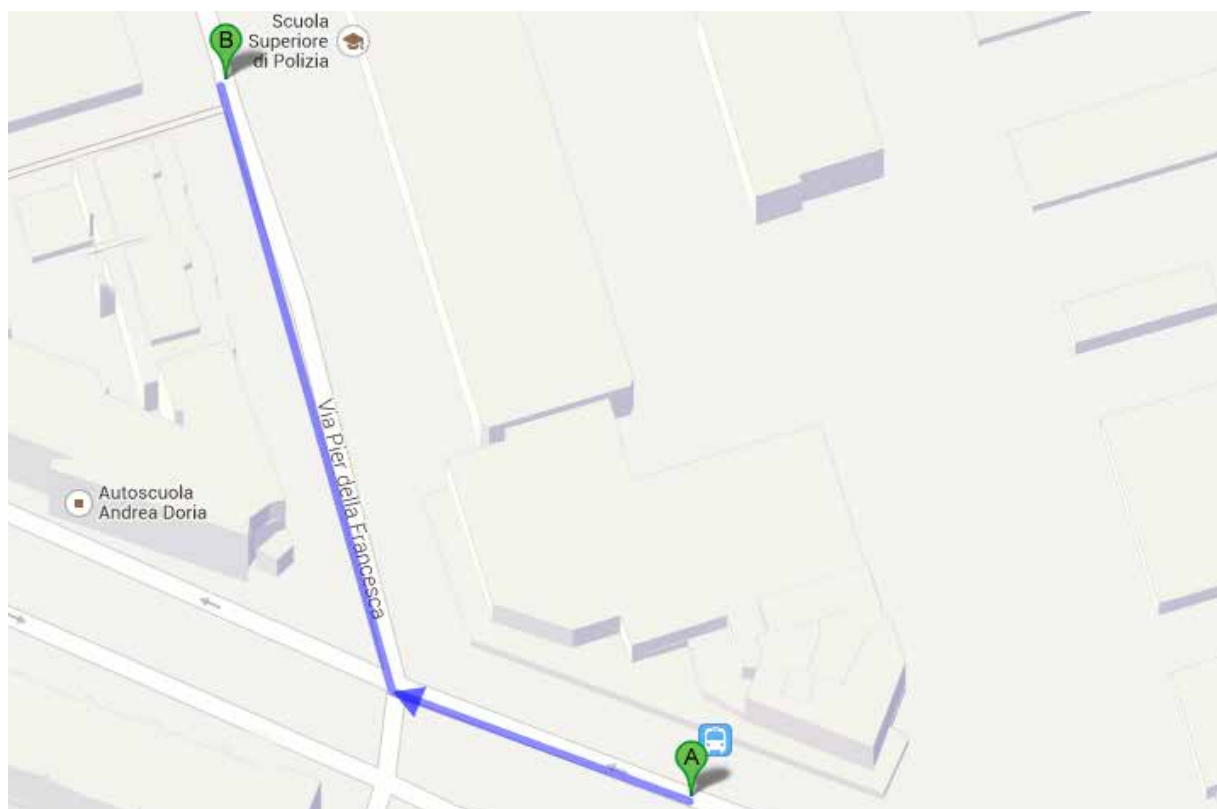 B
Scuola
Superiore
di Polizia
Via Pier della Francesca
Autoscuola
Andrea Doria
A